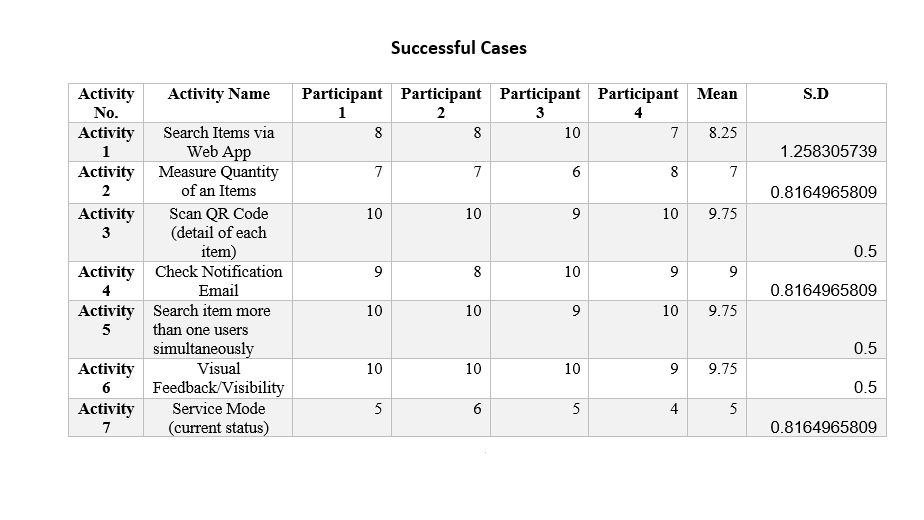 Successful Cases
Activity No. Activity Name Participant 1 Participant 2 Participant 3 Participant 4 Mean S.D
Activity 1 Search Items via Web App 8 8 10 7 8.25 1.258305739
Activity 2 Measure Quantity of an Items 7 7 6 8 7 0.8164965809
Activity 3 Scan QR Code (detail of each item) 10 10 9 10 9.75 0.5
Activity 4 Check Notification Email 9 8 10 9 9 0.8164965809
Activity 5 Search item more than one users simultaneously 10 10 9 10 9.75 0.5
Activity 6 Visual Feedback/Visibility 10 10 10 9 9.75 0.5
Activity 7 Service Mode (current status) 5 6 5 4 5 0.8164965809